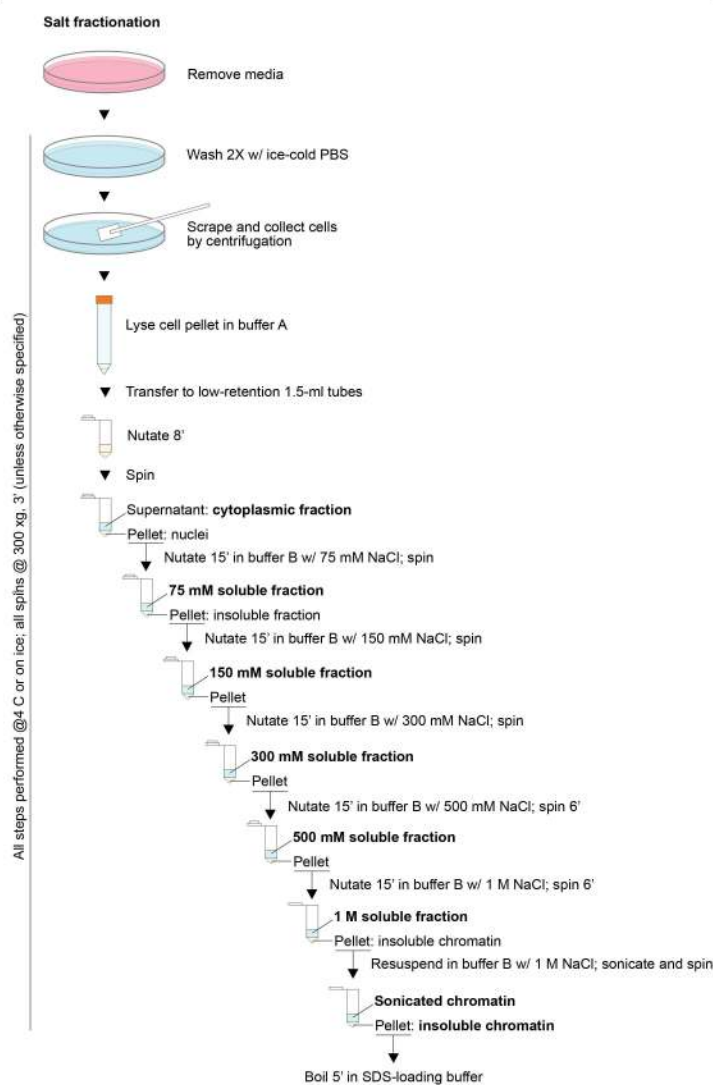 Salt fractionation
Remove media
Wash 2X w/ ice-cold PBS
Scrape and collect cells
by centrifugation
Lyse cell pellet in buffer A
Transfer to low-retention 1.5-ml tubes
Nutate 8'
Spin
Supernatant: cytoplasmic fraction
Pellet: nuclei
Nutate 15' in buffer B w/ 75 mM NaCl; spin
75 mM soluble fraction
Pellet: insoluble fraction
Nutate 15' in buffer B w/ 150 mM NaCl; spin
150 mM soluble fraction
Pellet
Nutate 15' in buffer B w/ 300 mM NaCl; spin
300 mM soluble fraction
Pellet
Nutate 15' in buffer B w/ 500 mM NaCl; spin 6'
500 mM soluble fraction
Pellet
Nutate 15' in buffer B w/ 1 M NaCl; spin 6'
1 M soluble fraction
Pellet: insoluble chromatin
Resuspend in buffer B w/ 1 M NaCl; sonicate and spin
Sonicated chromatin
Pellet: insoluble chromatin
Boil 5' in SDS-loading buffer
All steps performed @4 C or on ice; all spins @ 300 xg, 3' (unless otherwise specified)